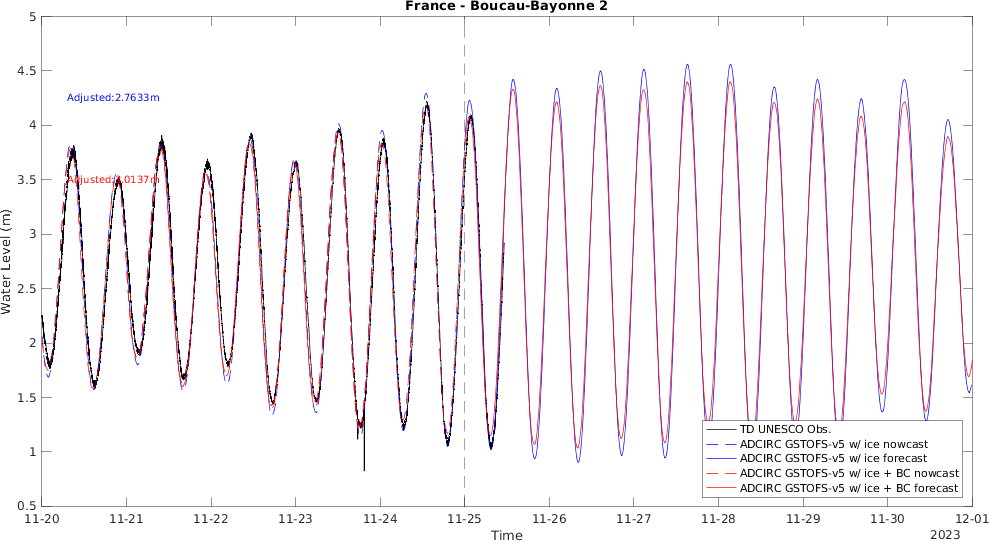 France - Boucau-Bayonne 2
Water Level (m)
5
4.5
4
3.5
3
2.5
2
1.5
1
0.5
Adjusted:2.7633m
TD UNESCO Obs.
ADCIRC GSTOFS-v5 w/ ice nowcast
ADCIRC GSTOFS-v5 w/ ice forecast
ADCIRC GSTOFS-v5 w/ ice + BC nowcast
ADCIRC GSTOFS-v5 w/ ice + BC forecast
11-20 11-21 11-22 11-23 11-24 11-25 11-26 11-27 11-28 11-29 11-30 12-01
Time
2023